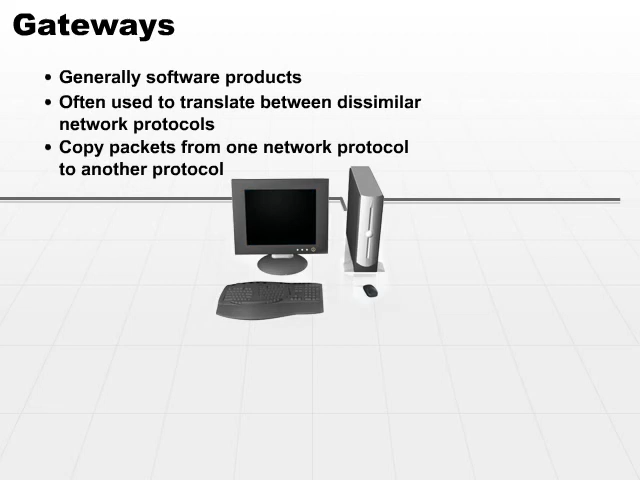 Gateways
• Generally software products
• Often used to translate between dissimilar
network protocols
• Copy packets from one network protocol
to another protocol